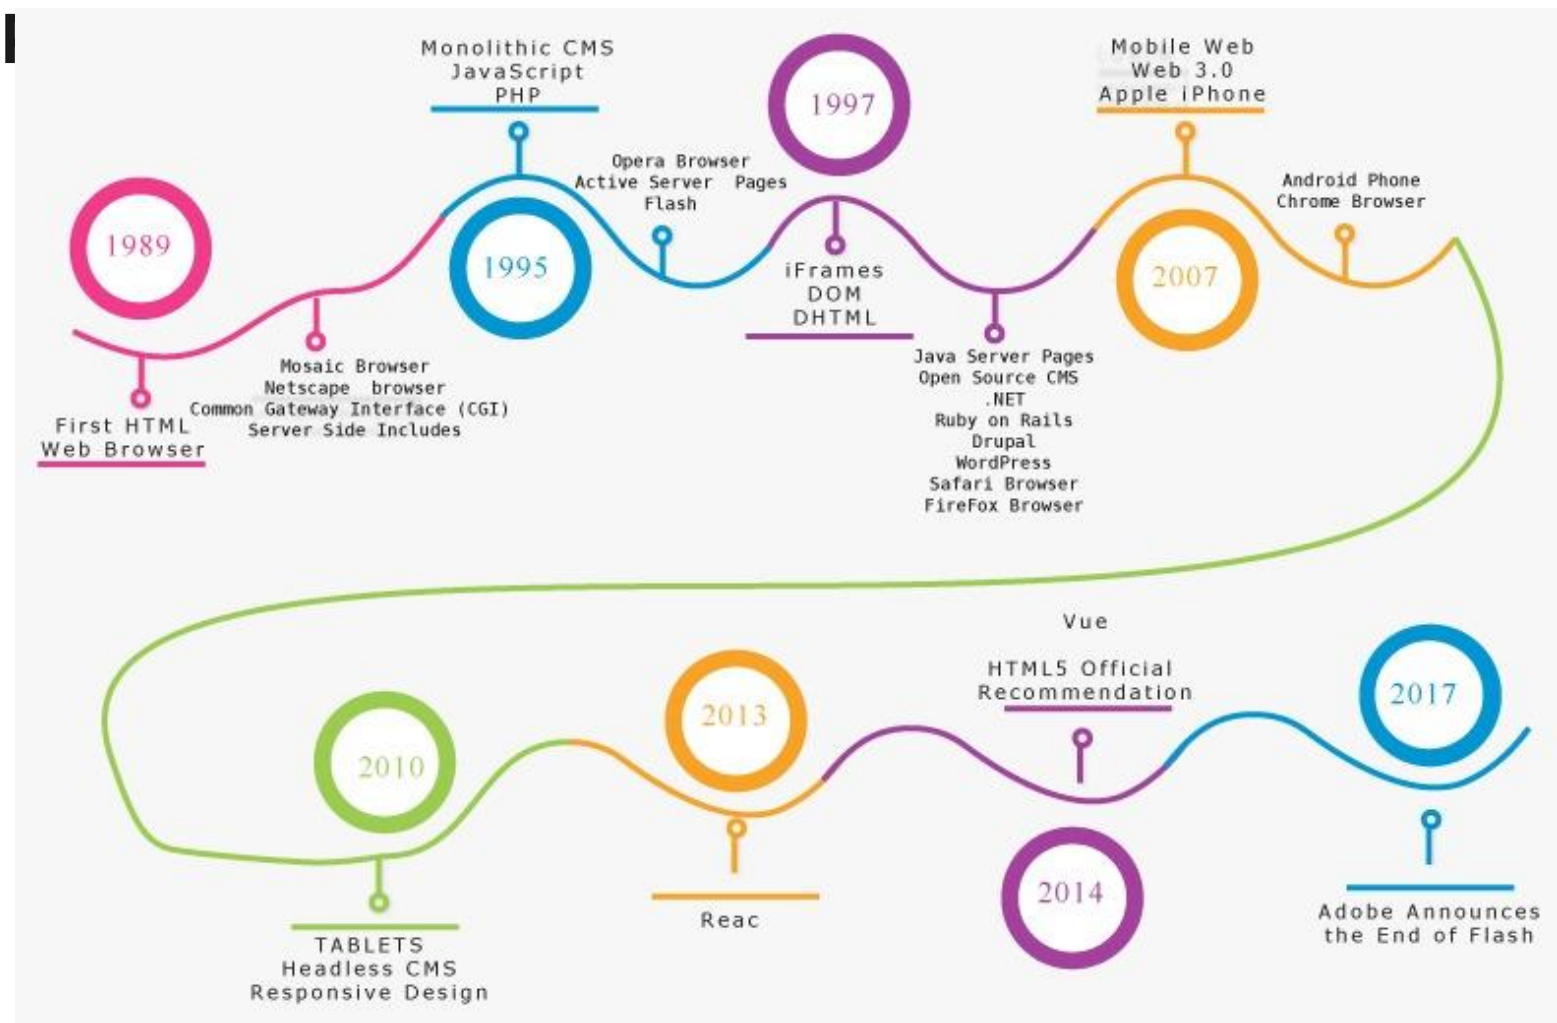 1989
First HTML
Web Browser
Mosaic Browser
Netscape browser
Common Gateway Interface (CGI)
Server Side Includes
Monolithic CMS
JavaScript
PHP
1995
Opera Browser
Active Server Pages
Flash
1997
iFrames
DOM
DHTML
Java Server Pages
Open Source CMS
.NET
Ruby on Rails
Drupal
WordPress
Safari Browser
FireFox Browser
Mobile Web
Web 3.0
Apple iPhone
2007
Android Phone
Chrome Browser
2010
TABLETS
Headless CMS
Responsive Design
2013
Reac
Vue
HTML5 Official
Recommendation
2014
2017
Adobe Announces
the End of Flash